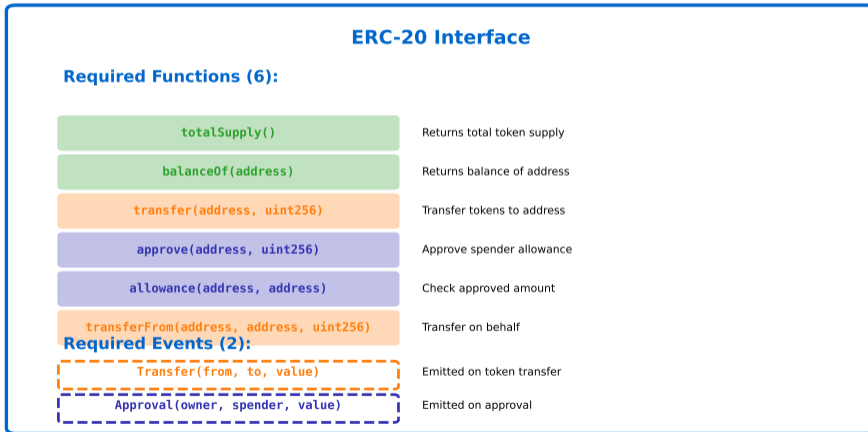 ERC-20 Interface
Required Functions (6):
totalSupply() Returns total token supply
balanceOf(address) Returns balance of address
transfer(address, uint256) Transfer tokens to address
approve(address, uint256) Approve spender allowance
allowance(address, address) Check approved amount
transferFrom(address, address, uint256) Transfer on behalf
Required Events (2):
Transfer(from, to, value) Emitted on token transfer
Approval(owner, spender, value) Emitted on approval